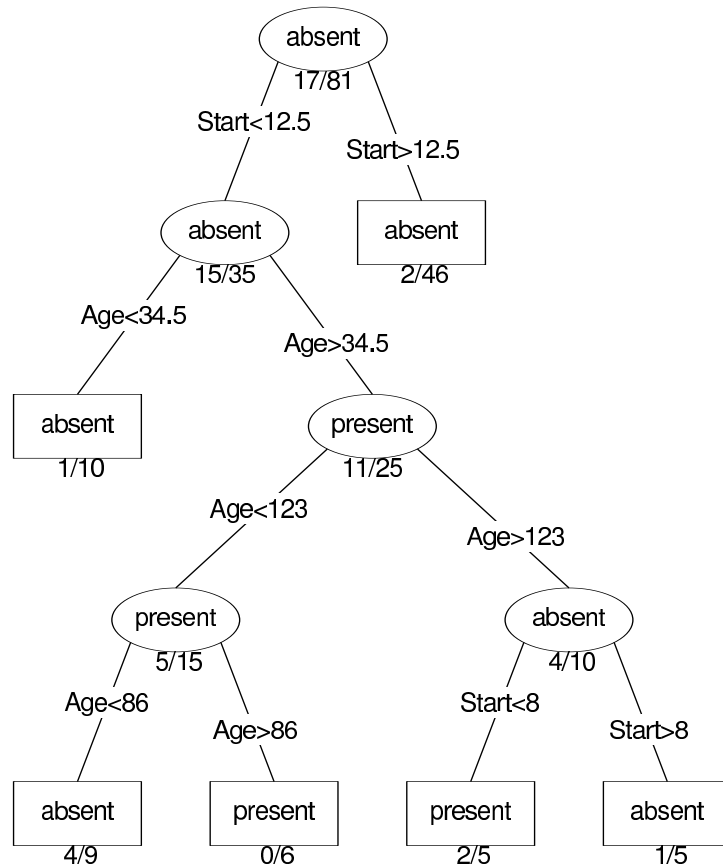 absent
17/81
Start<12.5
Start>12.5
absent
15/35
absent
2/46
Age<34.5
Age>34.5
absent
1/10
present
11/25
Age<123
Age>123
present
5/15
absent
4/10
Age<86
Age>86
Start<8
Start>8
absent
4/9
present
0/6
present
2/5
absent
1/5